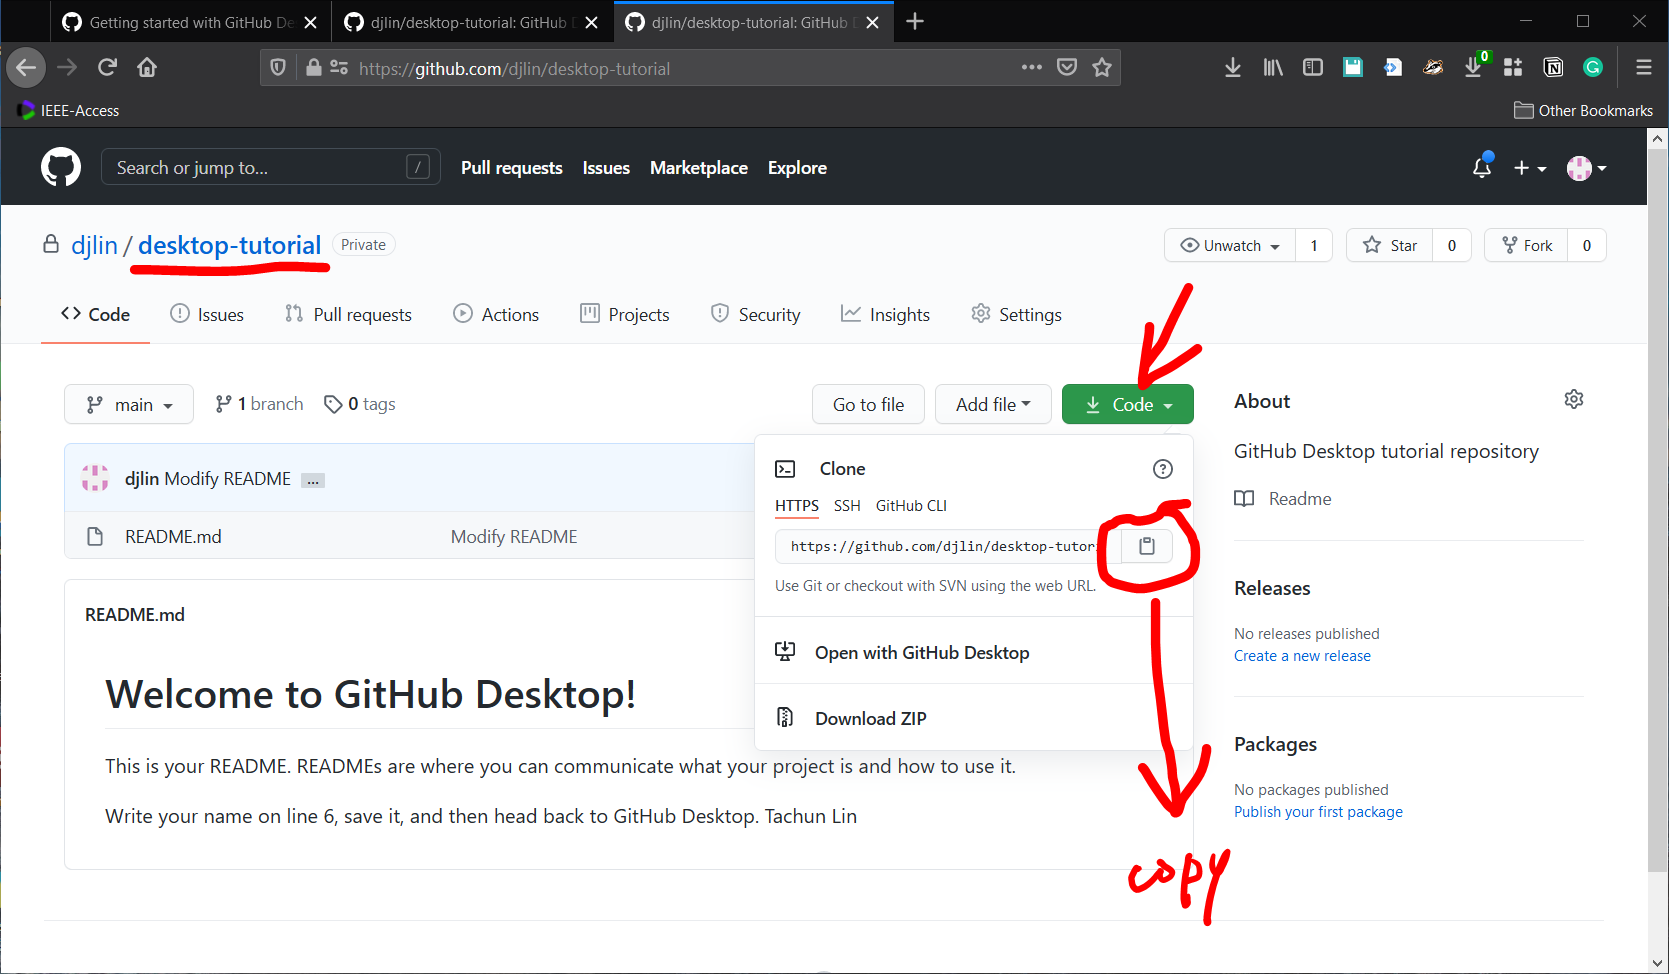 Getting started with GitHub De
djlin/desktop-tutorial: GitHub D
djlin/desktop-tutorial: GitHub D
https://github.com/djlin/desktop-tutorial
0
IEEE-Access
Other Bookmarks
Search or jump to... /
Pull requests Issues Marketplace Explore
djlin / desktop-tutorial Private
Unwatch 1 Star 0 Fork 0
Code Issues Pull requests Actions Projects Security Insights Settings
main 1 branch 0 tags
Go to file Add file Code
About
GitHub Desktop tutorial repository
Readme
djlin Modify README ...
README.md Modify README
Clone
HTTPS SSH GitHub CLI
https://github.com/djlin/desktop-tutor
Use Git or checkout with SVN using the web URL.
Open with GitHub Desktop
Download ZIP
Releases
No releases published
Create a new release
README.md
Welcome to GitHub Desktop!
This is your README. READMEs are where you can communicate what your project is and how to use it.
Write your name on line 6, save it, and then head back to GitHub Desktop. Tachun Lin
Packages
No packages published
Publish your first package
copy